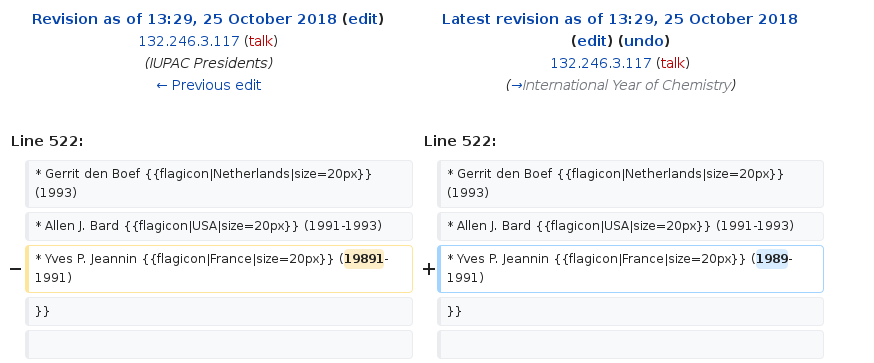 Revision as of 13:29, 25 October 2018 (edit)
132.246.3.117 (talk)
(IUPAC Presidents)
← Previous edit
Latest revision as of 13:29, 25 October 2018
(edit) (undo)
132.246.3.117 (talk)
(→International Year of Chemistry)
Line 522:
Line 522:
* Gerrit den Boef {{flagicon|Netherlands|size=20px}}
(1993)
* Gerrit den Boef {{flagicon|Netherlands|size=20px}}
(1993)
* Allen J. Bard {{flagicon|USA|size=20px}} (1991-1993)
* Allen J. Bard {{flagicon|USA|size=20px}} (1991-1993)
− * Yves P. Jeannin {{flagicon|France|size=20px}} (19891-
1991)
+ * Yves P. Jeannin {{flagicon|France|size=20px}} (1989-
1991)
}}
}}